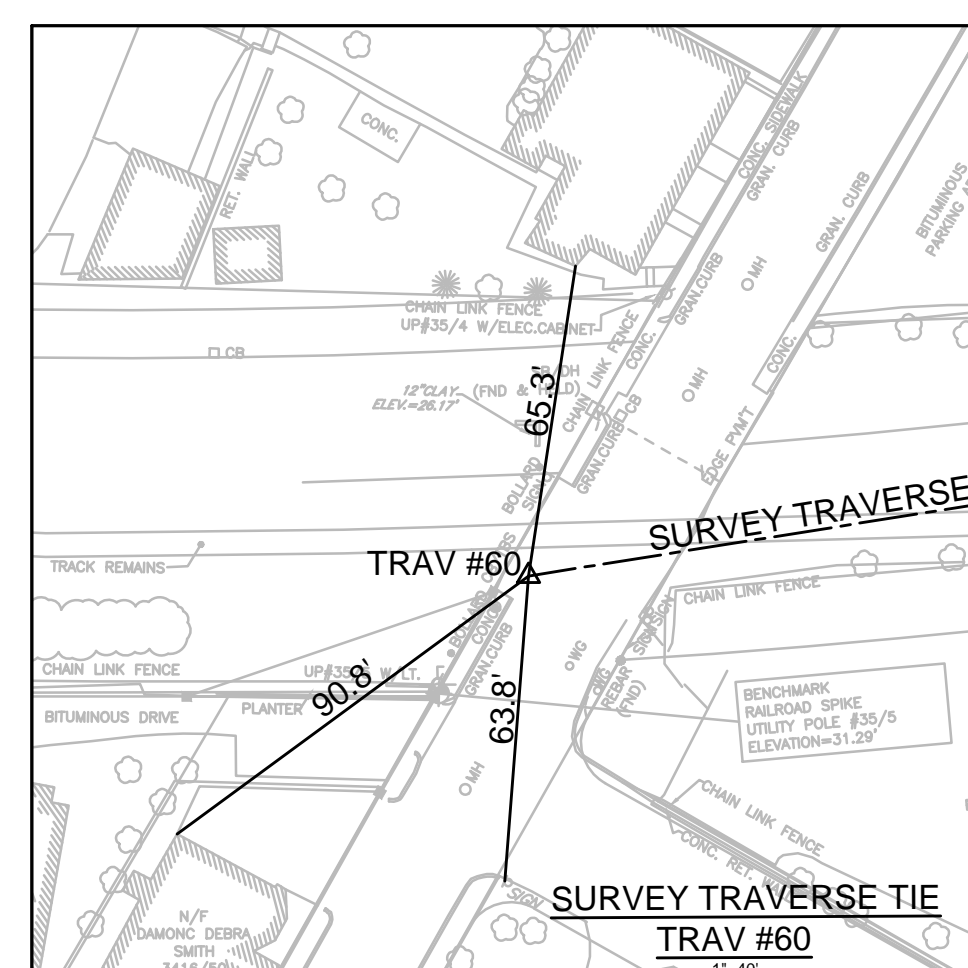 CONC.
RET. WALL
CONC. SIDEWALK
GRAN. CURB
GRAN. CURB
BITUMINOUS
PARKING
MH
GRAN.CURB
CHAIN LINK FENCE
UP#35/4 W/ELEC.CABINET
CHAIN LINK FENCE
CONC.
CONC.
CB
12"CLAY
ELEV.=26.17'
(FND & HELD)
65.3'
MH
CB
GRAN.CURB
EDGE PVM'T
BOLLARD
SIGN
SURVEY TRAVERSE
TRAV #60
TRACK REMAINS
CHAIN LINK FENCE
BOLLARD
CONC.
GRAN.CURB
WG
WG
SIGN
SIGN
REBAR
(FND)
CHAIN LINK FENCE
90.8'
63.8'
PLANTER
BITUMINOUS DRIVE
BENCHMARK
RAILROAD SPIKE
UTILITY POLE #35/5
ELEVATION=31.29'
MH
CHAIN LINK FENCE
CONC. RET.
SIGN
N/F
DAMONC DEBRA
SMITH
SURVEY TRAVERSE TIE
TRAV #60